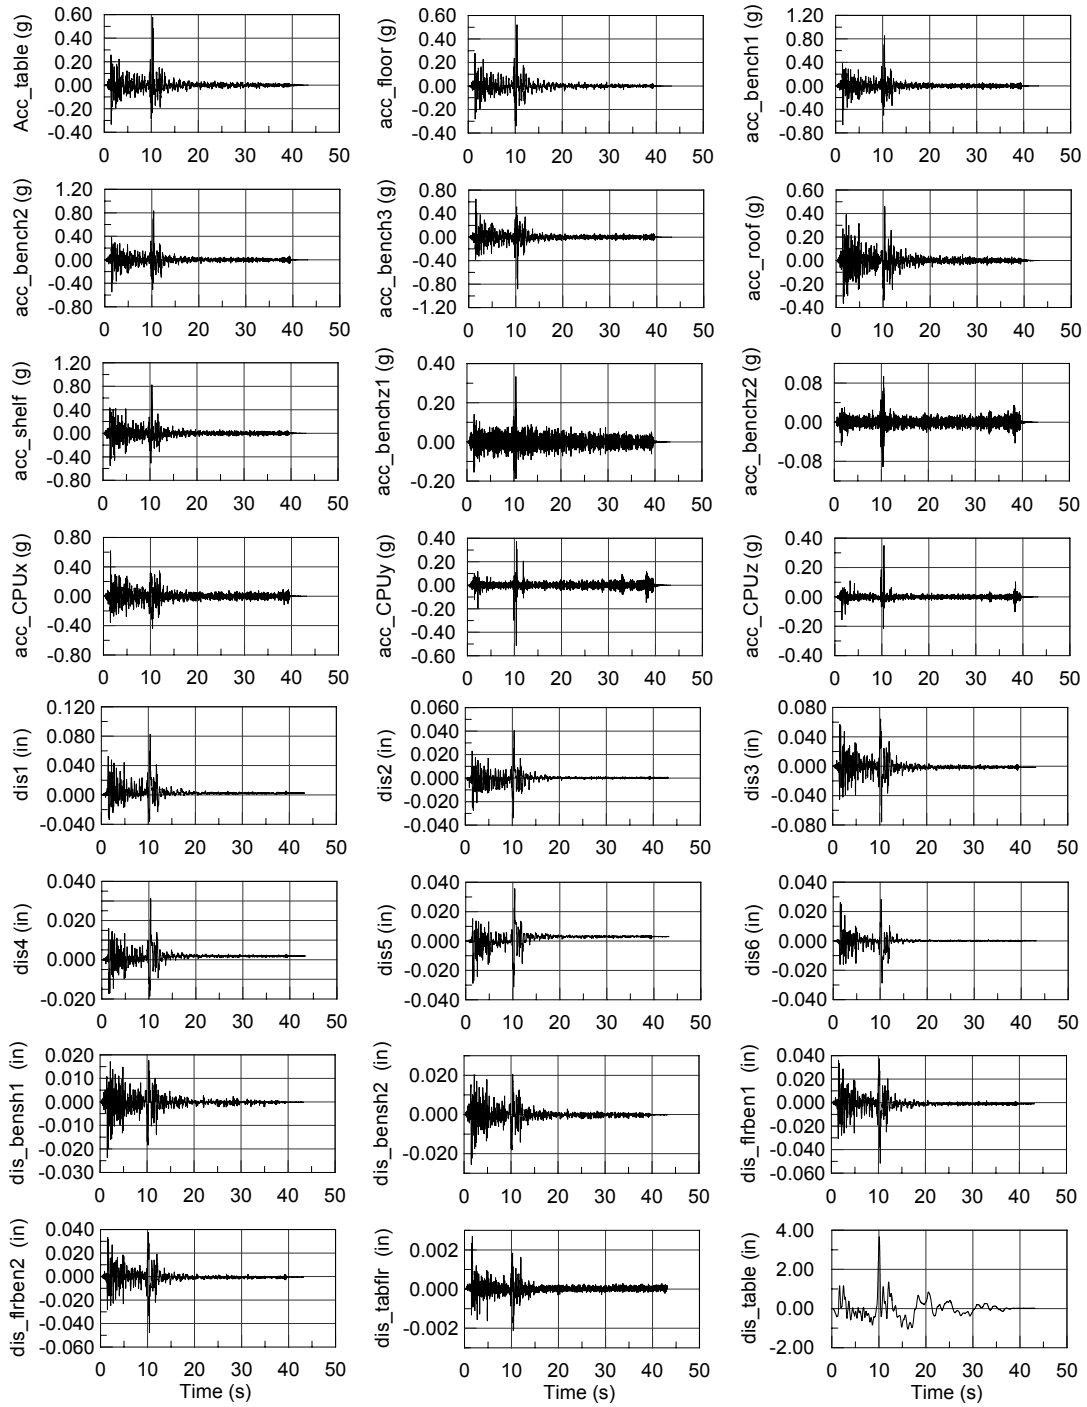 Acc_table (g)
0.60
0.40
0.20
0.00
-0.20
-0.40
0 10 20 30 40 50
acc_floor (g)
0.60
0.40
0.20
0.00
-0.20
-0.40
0 10 20 30 40 50
acc_bench1 (g)
1.20
0.80
0.40
0.00
-0.40
-0.80
0 10 20 30 40 50
acc_bench2 (g)
1.20
0.80
0.40
0.00
-0.40
-0.80
0 10 20 30 40 50
acc_bench3 (g)
0.80
0.40
0.00
-0.40
-0.80
-1.20
0 10 20 30 40 50
acc_roof (g)
0.60
0.40
0.20
0.00
-0.20
-0.40
0 10 20 30 40 50
acc_shelf (g)
1.20
0.80
0.40
0.00
-0.40
-0.80
0 10 20 30 40 50
acc_benchz1 (g)
0.40
0.20
0.00
-0.20
0 10 20 30 40 50
acc_benchz2 (g)
0.08
0.00
-0.08
0 10 20 30 40 50
acc_CPUx (g)
0.80
0.40
0.00
-0.40
-0.80
0 10 20 30 40 50
acc_CPUy (g)
0.40
0.20
0.00
-0.20
-0.40
-0.60
0 10 20 30 40 50
acc_CPUz (g)
0.40
0.20
0.00
-0.20
-0.40
0 10 20 30 40 50
dis1 (in)
0.120
0.080
0.040
0.000
-0.040
0 10 20 30 40 50
dis2 (in)
0.060
0.040
0.020
0.000
-0.020
-0.040
0 10 20 30 40 50
dis3 (in)
0.080
0.040
0.000
-0.040
-0.080
0 10 20 30 40 50
dis4 (in)
0.040
0.020
0.000
-0.020
0 10 20 30 40 50
dis5 (in)
0.040
0.020
0.000
-0.020
-0.040
0 10 20 30 40 50
dis6 (in)
0.040
0.020
0.000
-0.020
-0.040
0 10 20 30 40 50
dis_bensh1 (in)
0.020
0.010
0.000
-0.010
-0.020
-0.030
0 10 20 30 40 50
dis_bensh2 (in)
0.020
0.000
-0.020
0 10 20 30 40 50
dis_flrben1 (in)
0.040
0.020
0.000
-0.020
-0.040
-0.060
0 10 20 30 40 50
dis_flrben2 (in)
0.040
0.020
0.000
-0.020
-0.040
-0.060
0 10 20 30 40 50
Time (s)
dis_tabflr (in)
0.002
0.000
-0.002
0 10 20 30 40 50
Time (s)
dis_table (in)
4.00
2.00
0.00
-2.00
0 10 20 30 40 50
Time (s)